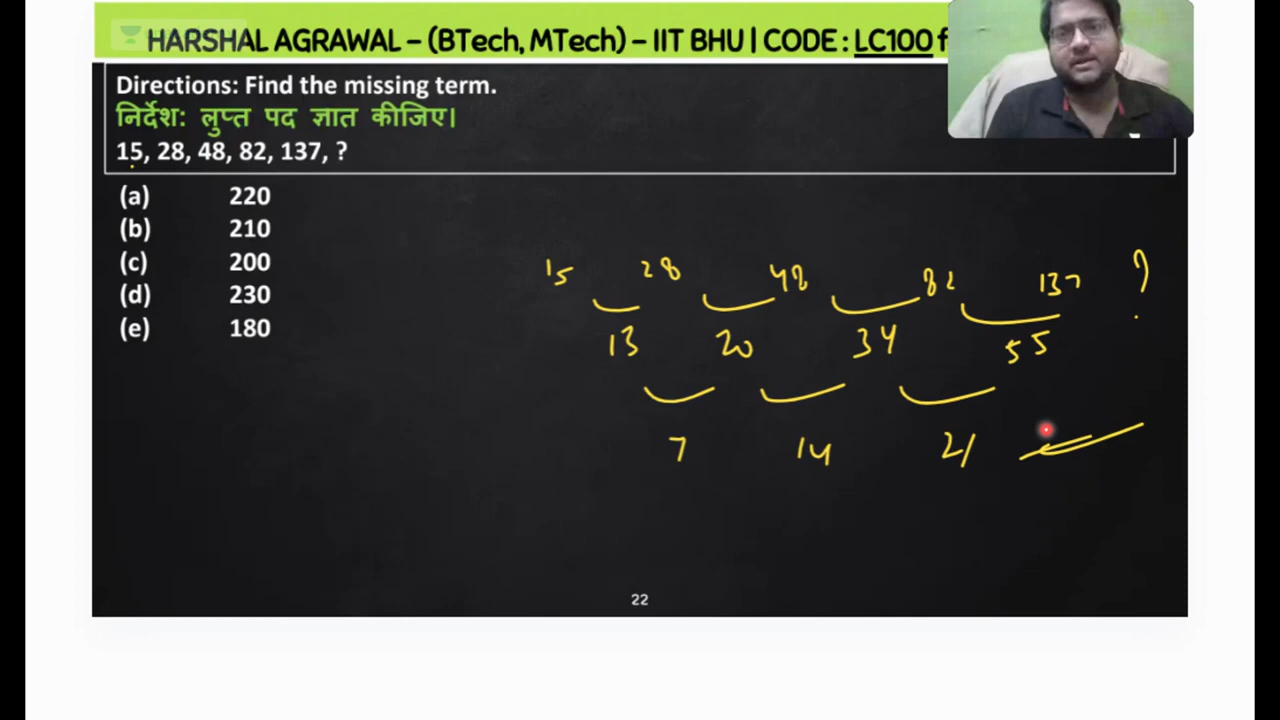 HARSHAL AGRAWAL – (BTech, MTech) – IIT BHU | CODE : LC100 f
Directions: Find the missing term.
निर्देश: लुप्त पद ज्ञात कीजिए।
15, 28, 48, 82, 137, ?
(a) 220
(b) 210
(c) 200
(d) 230
(e) 180
15 28 48 82 137 ?
13 20 34 55
7 14 21
22